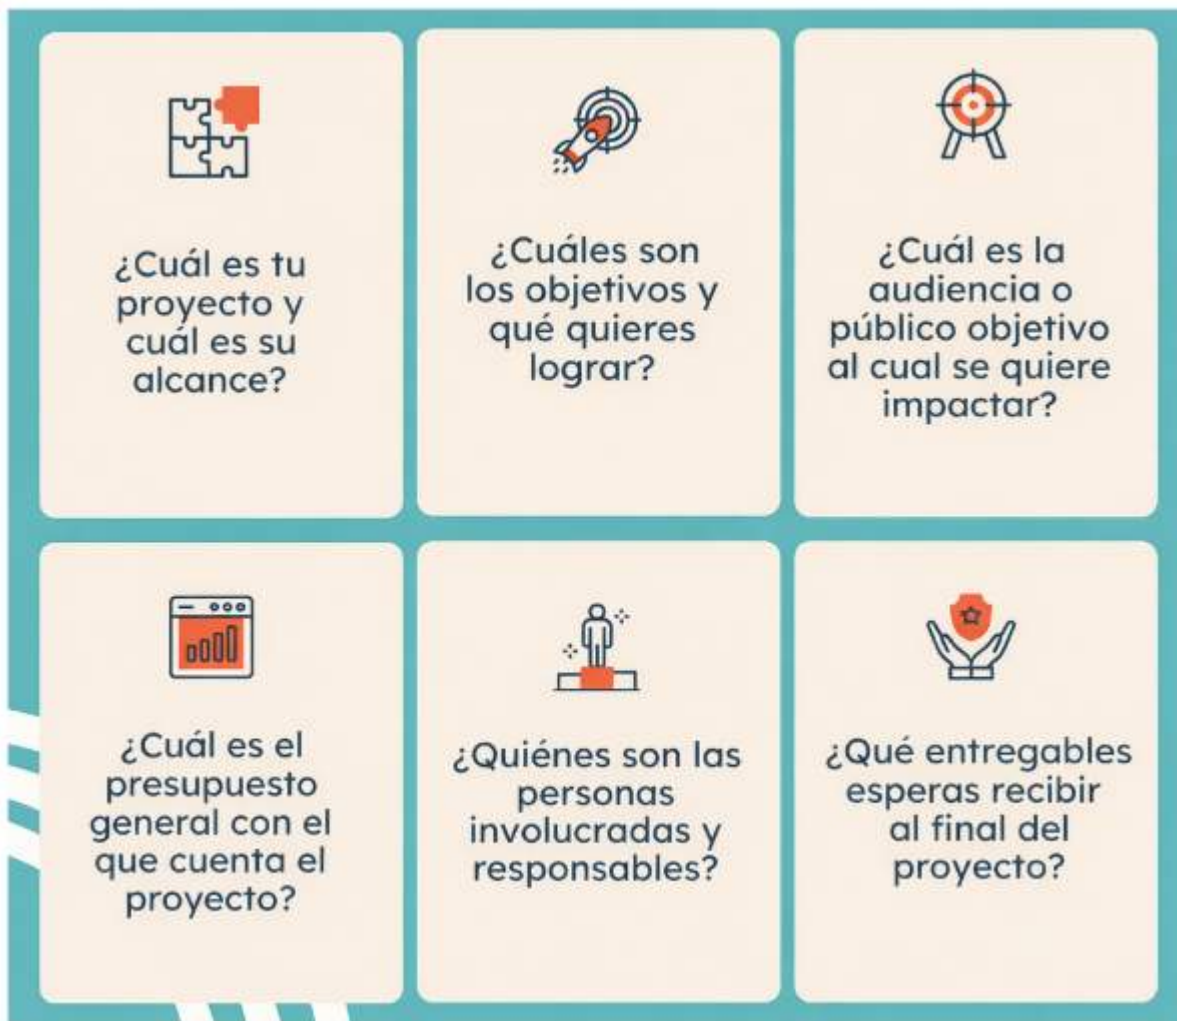 ¿Cuál es tu
proyecto y
cuál es su
alcance?
¿Cuáles son
los objetivos y
qué quieres
lograr?
¿Cuál es la
audiencia o
público objetivo
al cual se quiere
impactar?
¿Cuál es el
presupuesto
general con el
que cuenta el
proyecto?
¿Quiénes son las
personas
involucradas y
responsables?
¿Qué entregables
esperas recibir
al final del
proyecto?